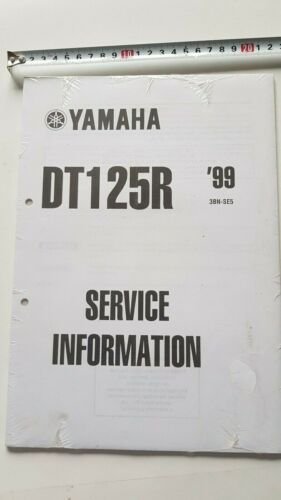 YAMAHA
DT125R '99
3BN-SE5
SERVICE
INFORMATION